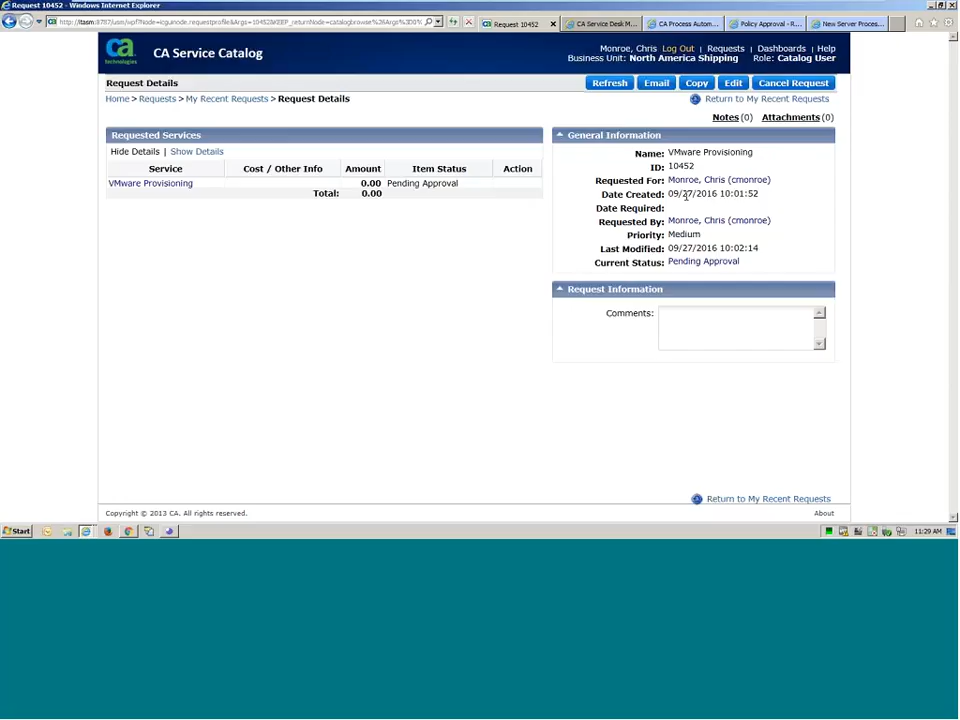 Request 10452 - Windows Internet Explorer
Request 10452
CA Service Desk M...
CA Process Autom...
Policy Approval - R...
New Server Proces...
ca
technologies
CA Service Catalog
Monroe, Chris Log Out | Requests | Dashboards | Help
Business Unit: North America Shipping Role: Catalog User
Request Details
Refresh Email Copy Edit Cancel Request
Home > Requests > My Recent Requests > Request Details
Return to My Recent Requests
Notes (0) Attachments (0)
Requested Services
Hide Details | Show Details
Service Cost / Other Info Amount Item Status Action
VMware Provisioning 0.00 Pending Approval
Total: 0.00
General Information
Name: VMware Provisioning
ID: 10452
Requested For: Monroe, Chris (cmonroe)
Date Created: 09/27/2016 10:01:52
Date Required:
Requested By: Monroe, Chris (cmonroe)
Priority: Medium
Last Modified: 09/27/2016 10:02:14
Current Status: Pending Approval
Request Information
Comments:
Return to My Recent Requests
Copyright © 2013 CA. All rights reserved.
About
Start
11:29 AM